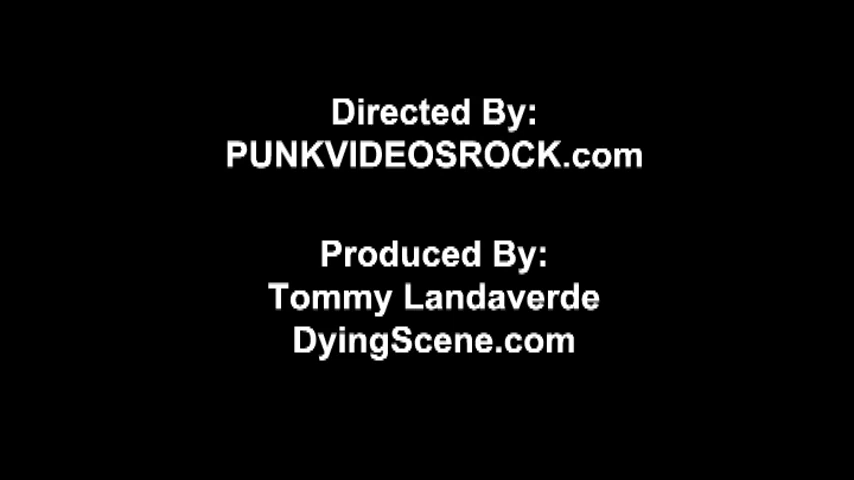 Directed By:
PUNKVIDEOSROCK.com
Produced By:
Tommy Landaverde
DyingScene.com